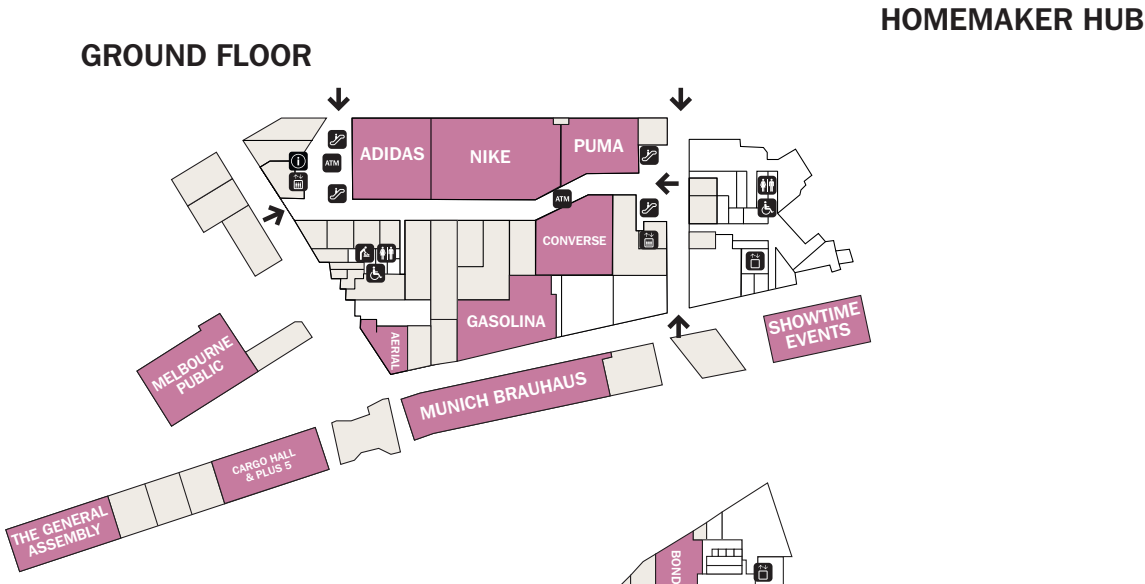 HOMEMAKER HUB
GROUND FLOOR
ADIDAS
NIKE
PUMA
ATM
ATM
CONVERSE
GASOLINA
AERIAL
SHOWTIME
EVENTS
MELBOURNE
PUBLIC
MUNICH BRAUHAUS
CARGO HALL
& PLUS 5
THE GENERAL
ASSEMBLY
BOND